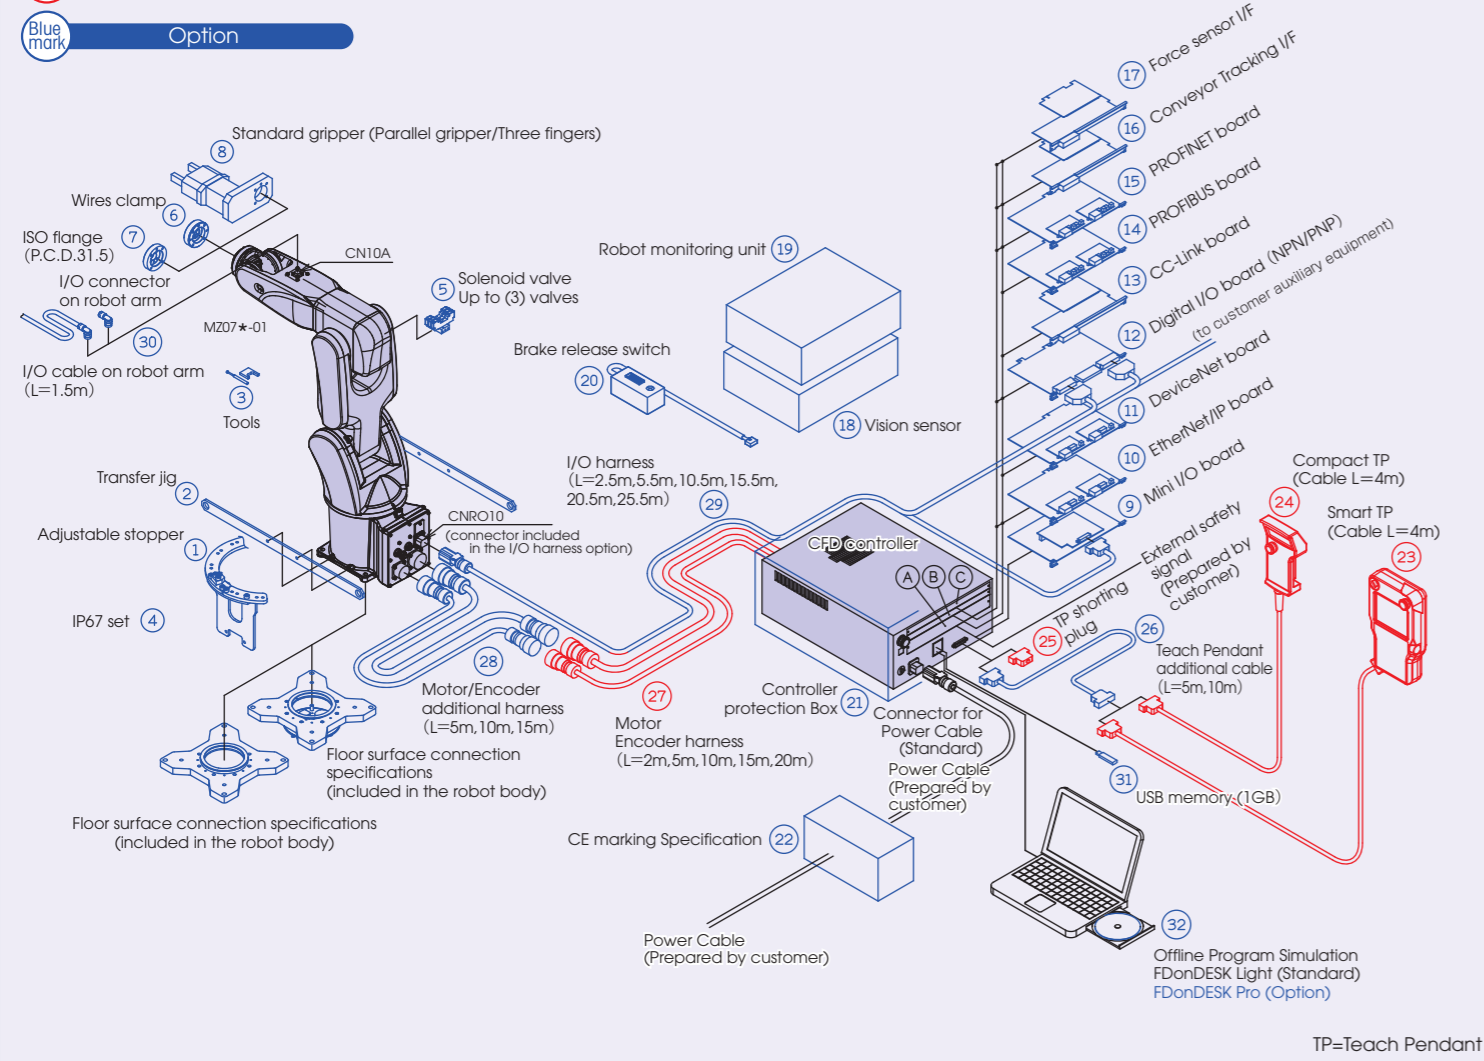 Blue
mark
Option
8
Standard gripper (Parallel gripper/Three fingers)
Wires clamp
6
ISO flange
(P.C.D.31.5)
7
I/O connector
on robot arm
CN10A
MZ07*-01
30
I/O cable on robot arm
(L=1.5m)
3
Tools
5
Solenoid valve
Up to (3) valves
Brake release switch
20
Robot monitoring unit
19
18
Vision sensor
17
Force sensor I/F
16
Conveyor Tracking I/F
15
PROFINET board
14
PROFIBUS board
13
CC-Link board
12
Digital I/O board (NPN/PNP)
(to customer auxiliary equipment)
11
DeviceNet board
10
EtherNet/IP board
9
Mini I/O board
Transfer jig
2
Adjustable stopper
1
IP67 set
4
CNRO10
(connector included
in the I/O harness option)
I/O harness
(L=2.5m,5.5m,10.5m,15.5m,
20.5m,25.5m)
29
CFD controller
A
B
C
External safety
signal
(Prepared by
customer)
TP shorting
plug
25
26
Teach Pendant
additional cable
(L=5m,10m)
Compact TP
(Cable L=4m)
24
Smart TP
(Cable L=4m)
23
28
Motor/Encoder
additional harness
(L=5m,10m,15m)
27
Motor
Encoder harness
(L=2m,5m,10m,15m,20m)
Controller
protection Box
21
Connector for
Power Cable
(Standard)
Power Cable
(Prepared by
customer)
31
USB memory (1GB)
Floor surface connection
specifications
(included in the robot body)
Floor surface connection specifications
(included in the robot body)
CE marking Specification
22
Power Cable
(Prepared by customer)
32
Offline Program Simulation
FDonDESK Light (Standard)
FDonDESK Pro (Option)
TP=Teach Pendant